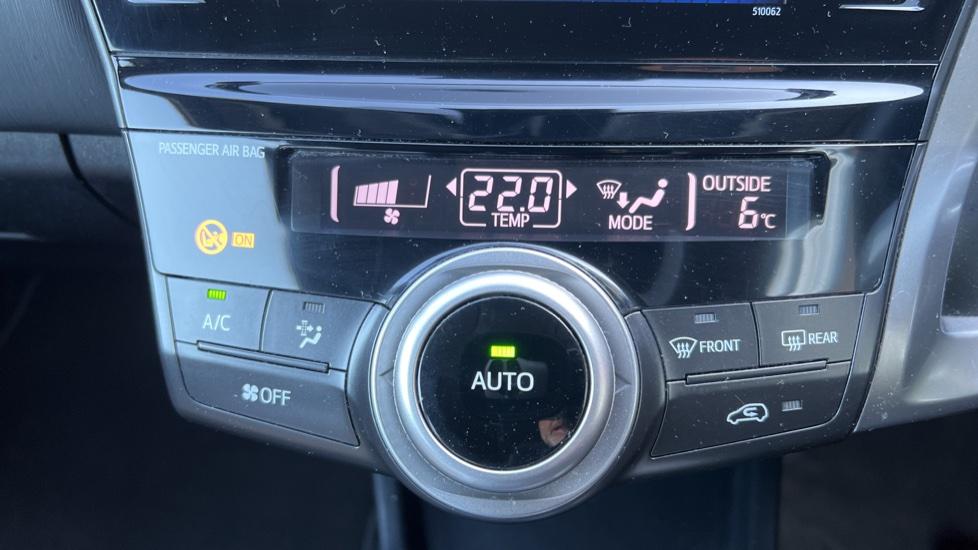 510062
PASSENGER AIR BAG
22.0
TEMP
MODE
OUTSIDE
6°C
ON
A/C
OFF
AUTO
FRONT
REAR